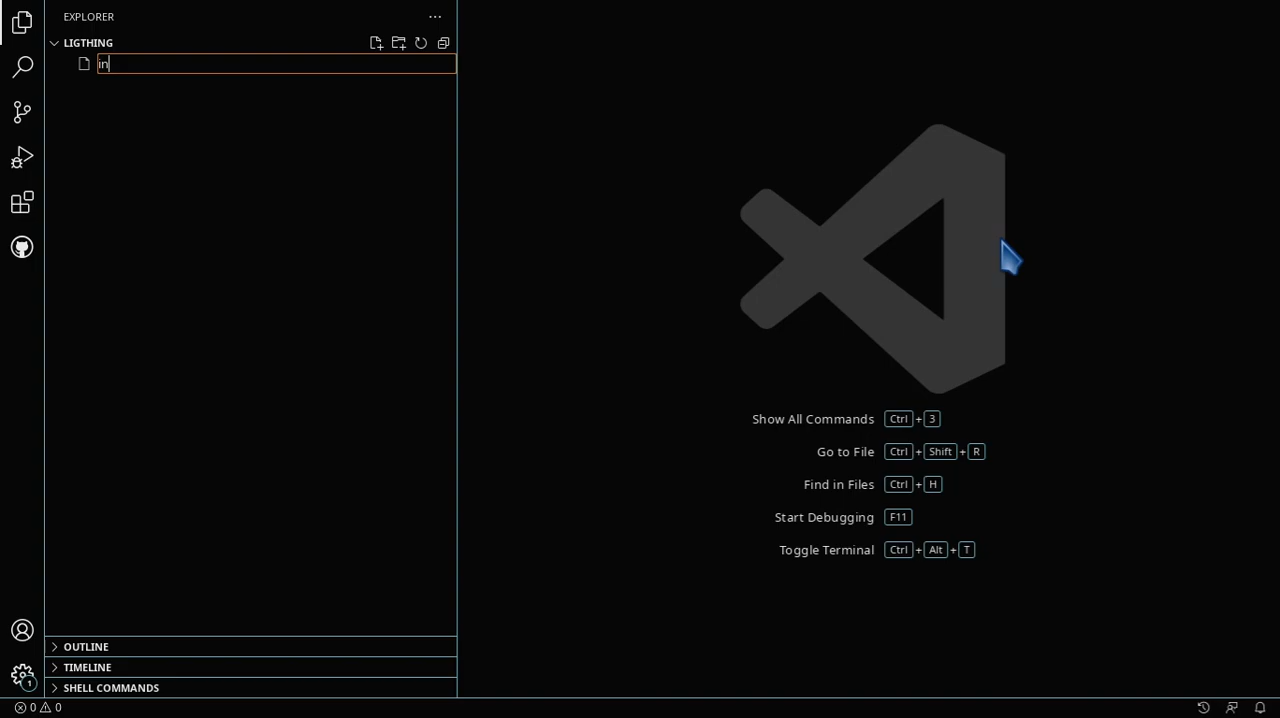 EXPLORER
LIGTHING
in
Show All Commands Ctrl + 3
Go to File Ctrl + Shift + R
Find in Files Ctrl + H
Start Debugging F11
Toggle Terminal Ctrl + Alt + T
OUTLINE
TIMELINE
1
SHELL COMMANDS
0 0